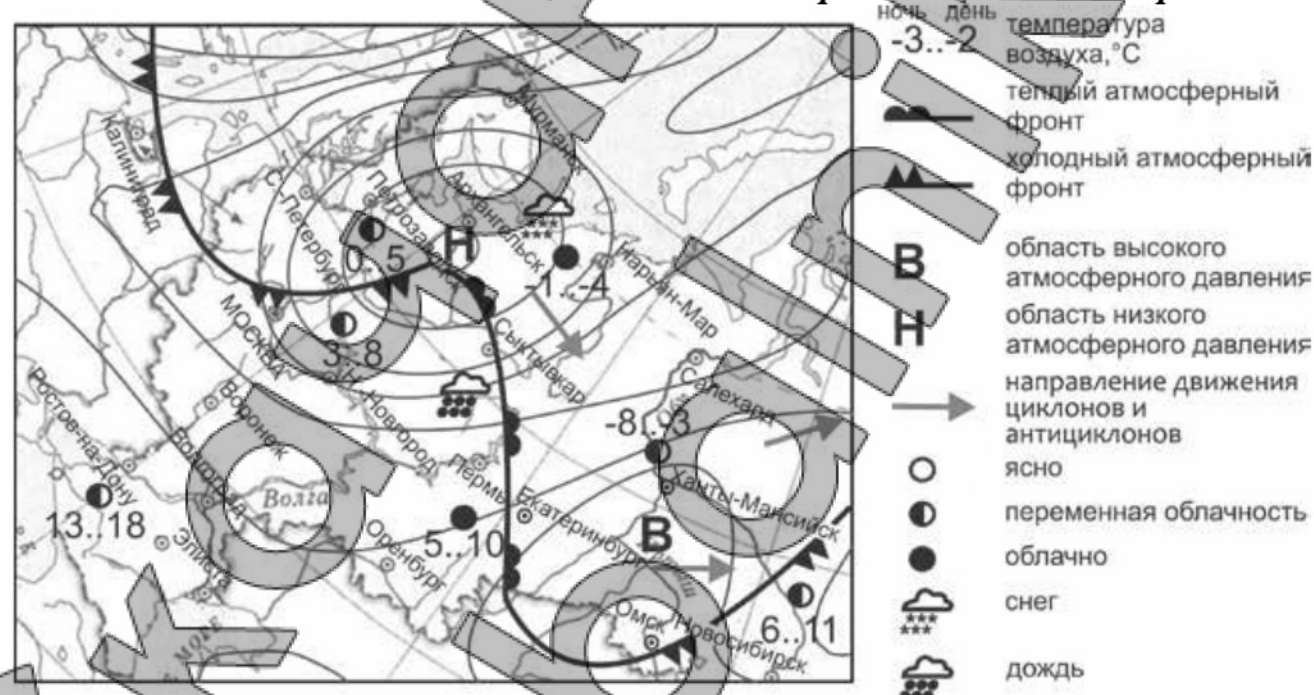 ночь день
-3..-2
температура
воздуха,°С
теплый атмосферный
фронт
холодный атмосферный
фронт
В
область высокого
атмосферного давления
Н
область низкого
атмосферного давления
направление движения
циклонов и
антициклонов
ясно
переменная облачность
облачно
снег
дождь
Мурманск
Калининград
С-Петербург
Архангельск
Н
0..5
-1..-4
Нарьян-Мар
МОСКВА
3..8
Сыктывкар
Салехард
Обь
Н Новгород
Воронеж
Ростов-на-Дону
Волгоград
-8..-3
Пермь
Екатеринбург
Ханты-Мансийск
Волга
13..18
Элиста
Оренбург
5..10
В
Омск
Новосибирск
6..11
МОРЕ